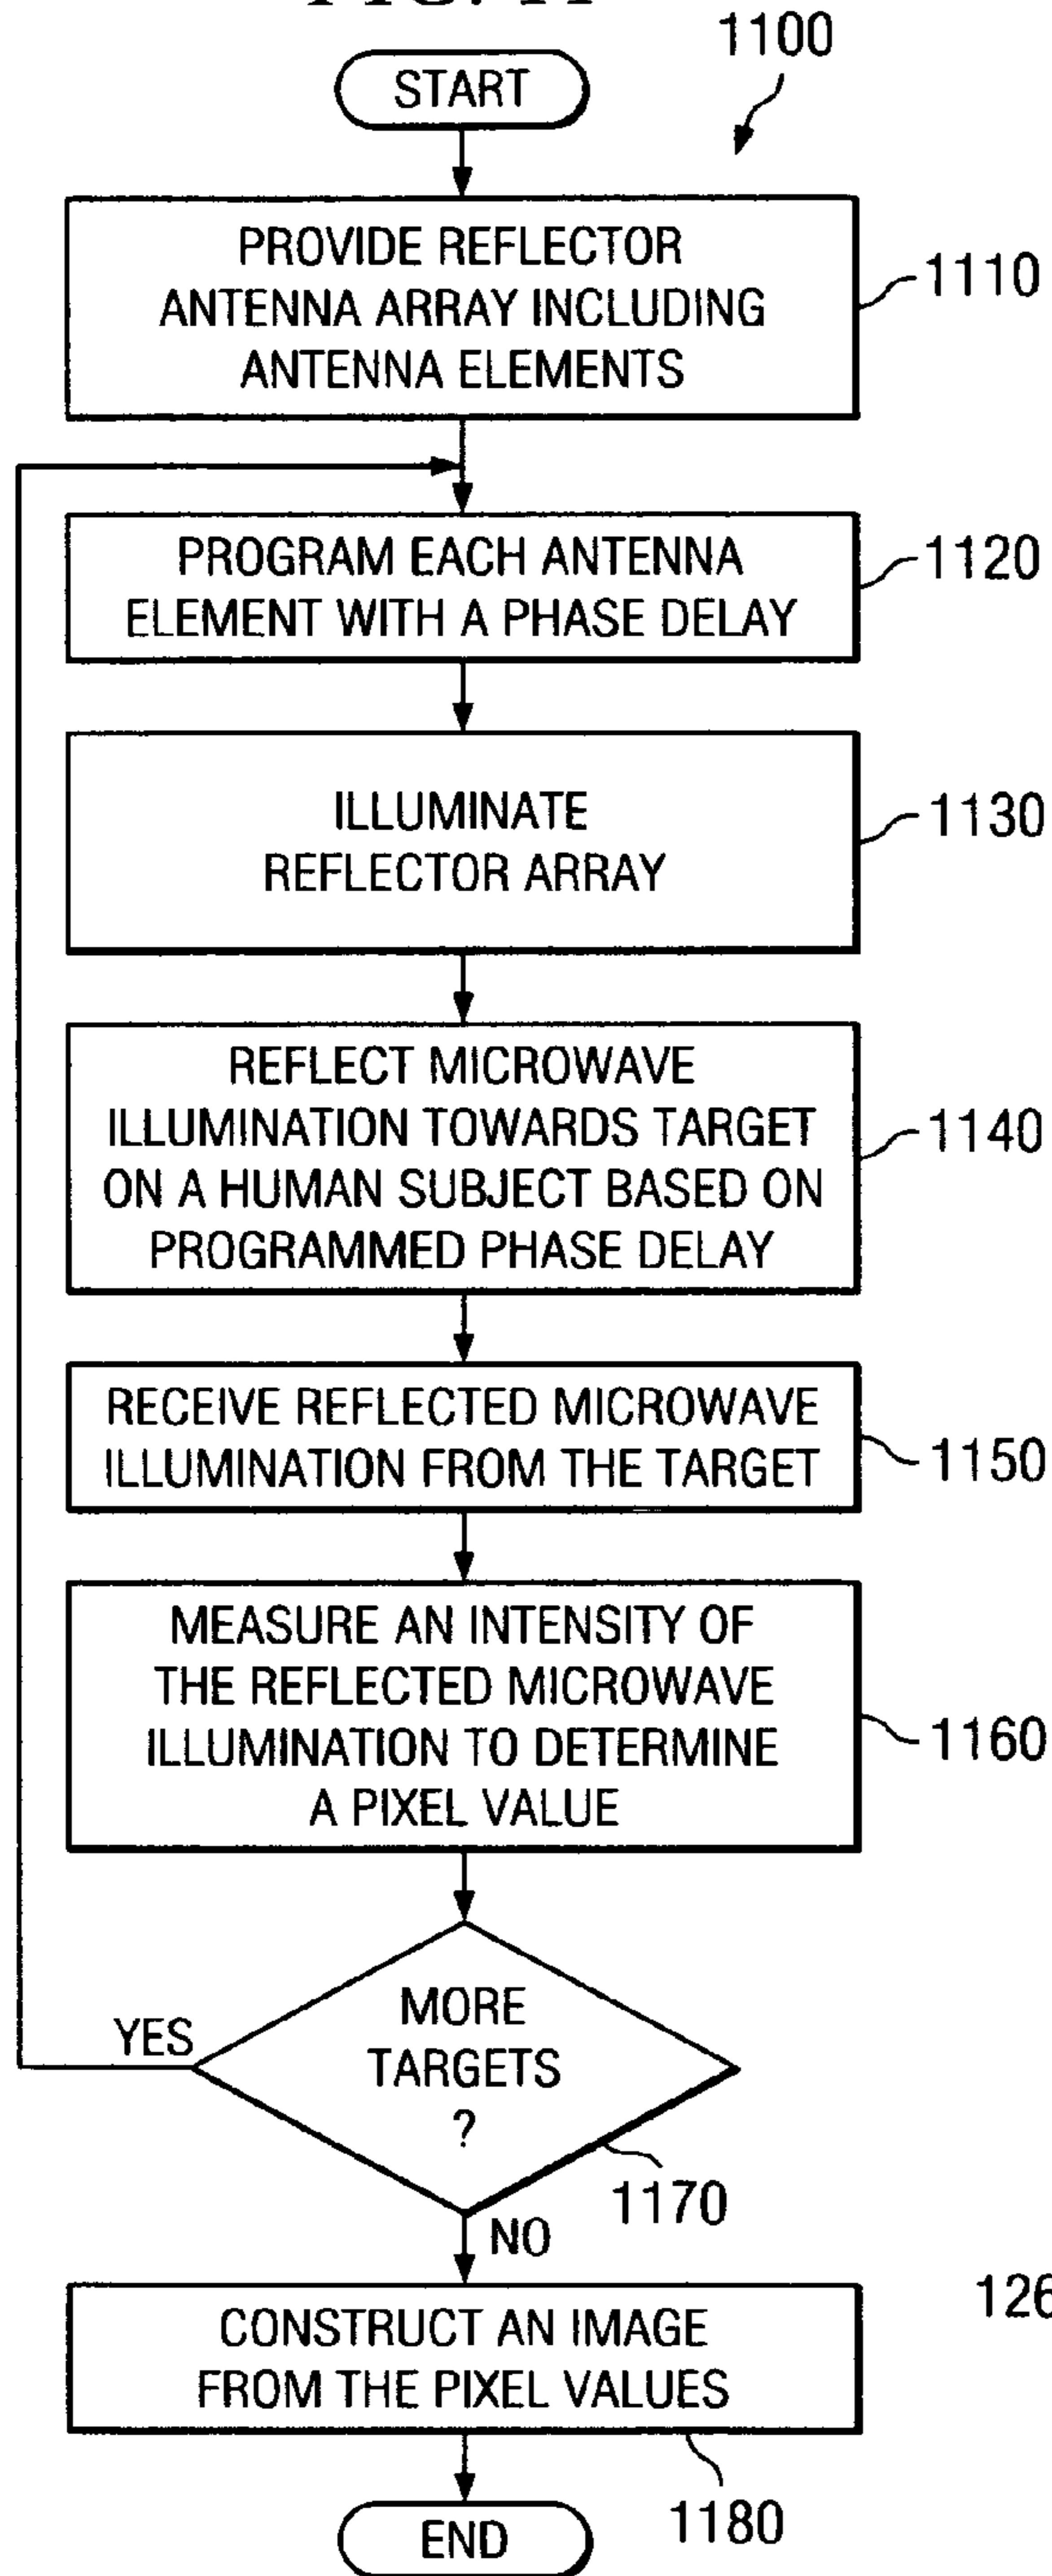 FIG. 11
1100
START
PROVIDE REFLECTOR
ANTENNA ARRAY INCLUDING
ANTENNA ELEMENTS
1110
PROGRAM EACH ANTENNA
ELEMENT WITH A PHASE DELAY
1120
ILLUMINATE
REFLECTOR ARRAY
1130
REFLECT MICROWAVE
ILLUMINATION TOWARDS TARGET
ON A HUMAN SUBJECT BASED ON
PROGRAMMED PHASE DELAY
1140
RECEIVE REFLECTED MICROWAVE
ILLUMINATION FROM THE TARGET
1150
MEASURE AN INTENSITY OF
THE REFLECTED MICROWAVE
ILLUMINATION TO DETERMINE
A PIXEL VALUE
1160
YES
MORE
TARGETS
?
1170
NO
CONSTRUCT AN IMAGE
FROM THE PIXEL VALUES
126
1180
END